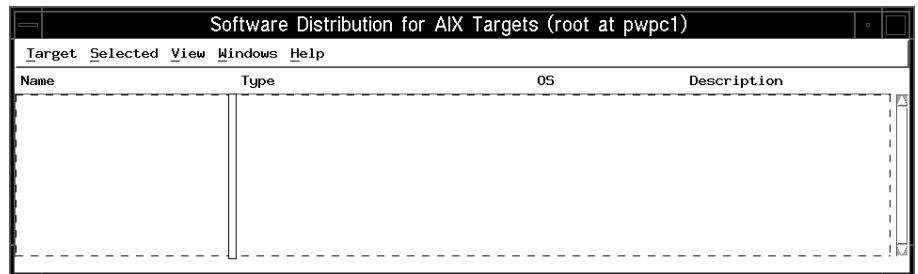 Software Distribution for AIX Targets (root at pwpc1)
Target Selected View Windows Help
Name Type OS Description